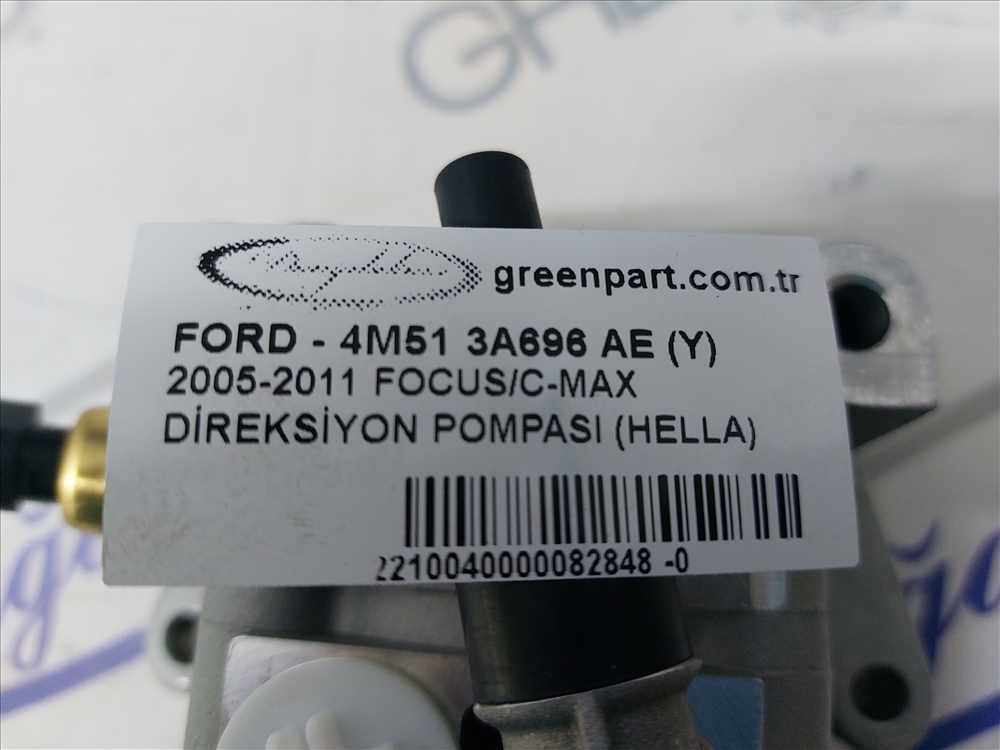 greenpart.com.tr
FORD - 4M51 3A696 AE (Y)
2005-2011 FOCUS/C-MAX
DİREKSİYON POMPASI (HELLA)
2210040000082848 -0